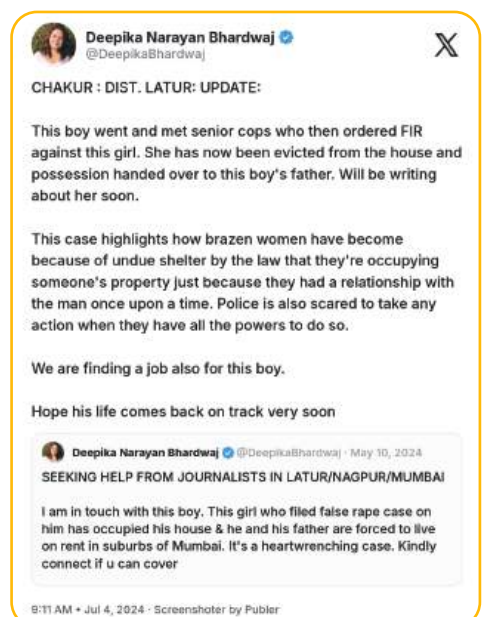 Deepika Narayan Bhardwaj
@DeepikaBhardwaj
CHAKUR : DIST. LATUR: UPDATE:
This boy went and met senior cops who then ordered FIR
against this girl. She has now been evicted from the house and
possession handed over to this boy's father. Will be writing
about her soon.
This case highlights how brazen women have become
because of undue shelter by the law that they're occupying
someone's property just because they had a relationship with
the man once upon a time. Police is also scared to take any
action when they have all the powers to do so.
We are finding a job also for this boy.
Hope his life comes back on track very soon
Deepika Narayan Bhardwaj @DeepikaBhardwaj · May 10, 2024
SEEKING HELP FROM JOURNALISTS IN LATUR/NAGPUR/MUMBAI
I am in touch with this boy. This girl who filed false rape case on
him has occupied his house & he and his father are forced to live
on rent in suburbs of Mumbai. It's a heartwrenching case. Kindly
connect if u can cover
9:11 AM • Jul 4, 2024 · Screenshoter by Publer